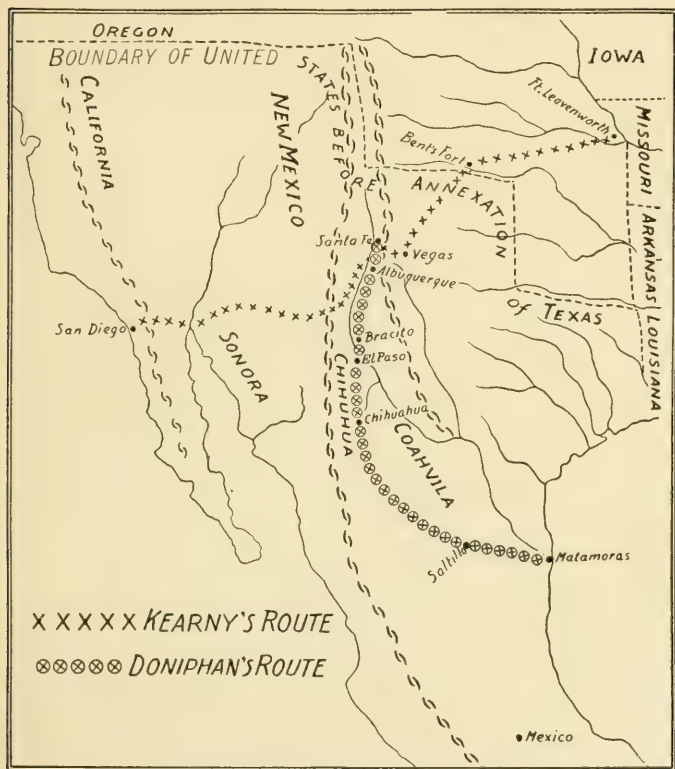 OREGON
BOUNDARY OF UNITED
STATES BEFORE
ANNEXATION
of TEXAS
IOWA
Ft. Leavenworth
MISSOURI
Bents Fort
CALIFORNIA
NEW MEXICO
ARKANSAS
Santa Fe
Vegas
Albuquerque
LOUISIANA
San Diego
SONORA
Bracito
El Paso
CHIHUHUA
Chihuahua
COAHVILA
Saltillo
Matamoras
XXXXX KEARNY'S ROUTE
⊗⊗⊗⊗⊗ DONIPHAN'S ROUTE
Mexico